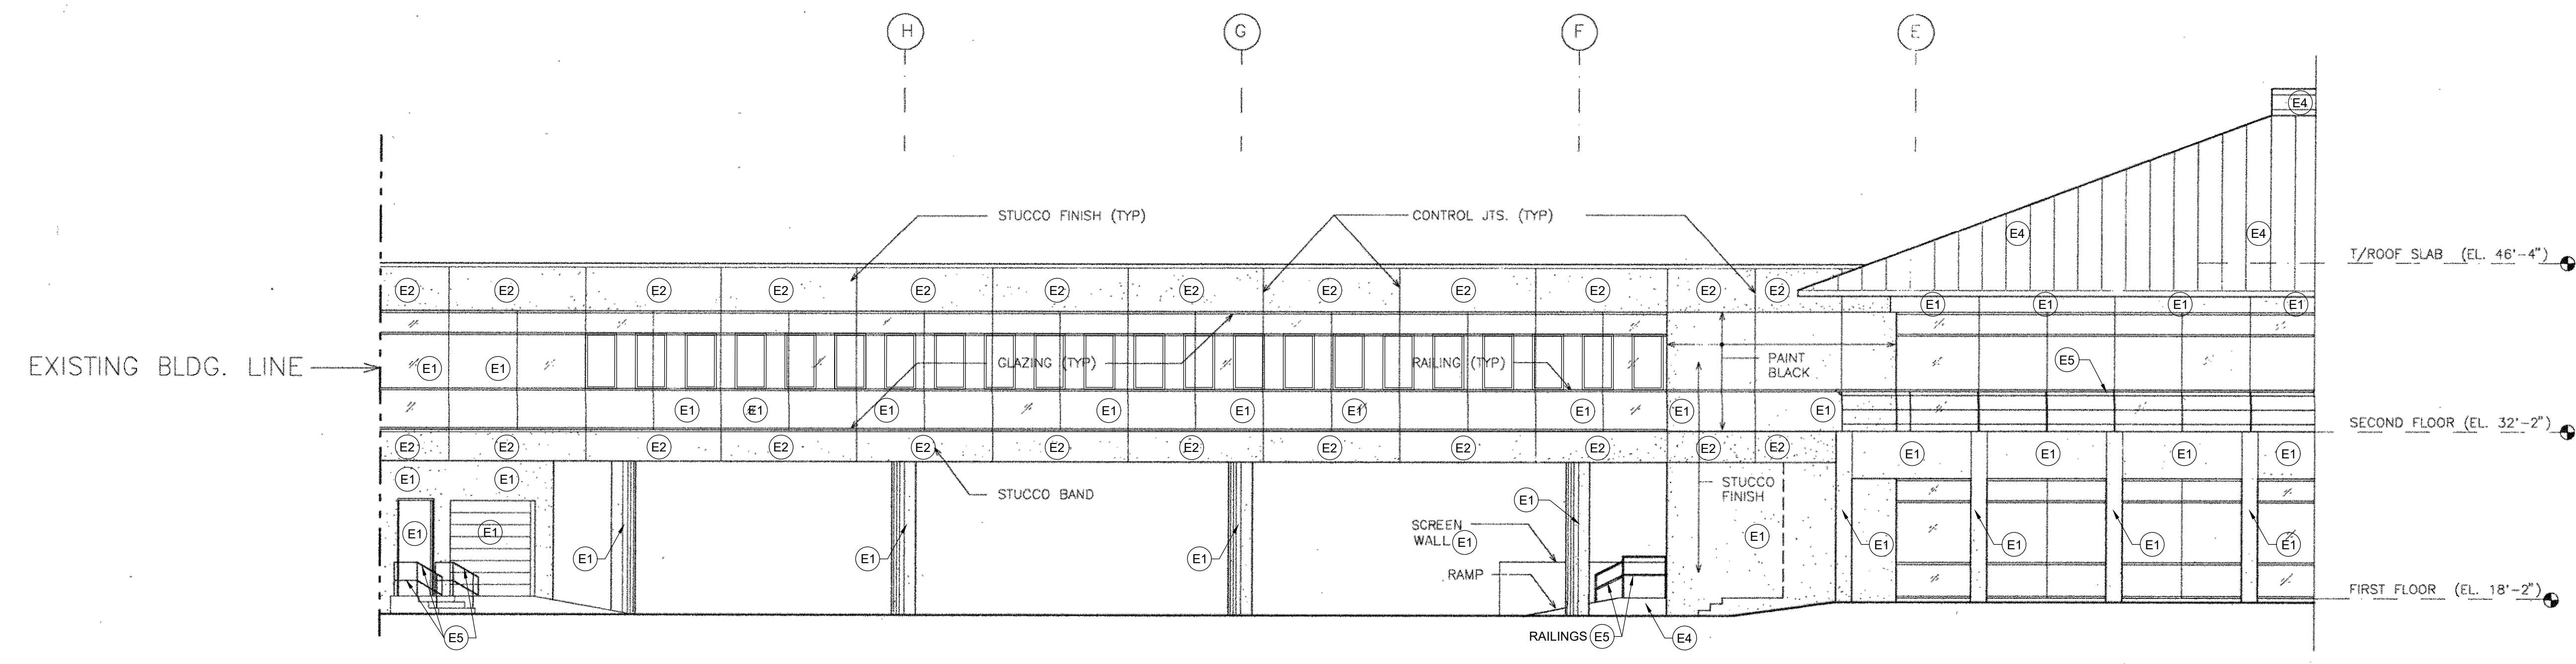 H G F E
E4
STUCCO FINISH (TYP)
CONTROL JTS. (TYP)
E4 E4
T/ROOF SLAB (EL. 46'-4")
E2 E2 E2 E2 E2 E2 E2 E2 E2 E2 E2 E2
E1 E1 E1 E1
EXISTING BLDG. LINE
E1 E1
GLAZING (TYP)
RAILING (TYP)
PAINT
BLACK
E5
E1 E1 E1 E1 E1 E1 E1 E1 E1
SECOND FLOOR (EL. 32'-2")
E2 E2 E2 E2 E2 E2 E2 E2 E2 E2 E2 E2
E1 E1 E1 E1
E1 E1
STUCCO BAND
E1
STUCCO
FINISH
E1 E1
SCREEN
WALL E1
E1
E1 E1 E1 E1
E1 E1 E1
RAMP
FIRST FLOOR (EL. 18'-2")
E5
RAILINGS E5
E4